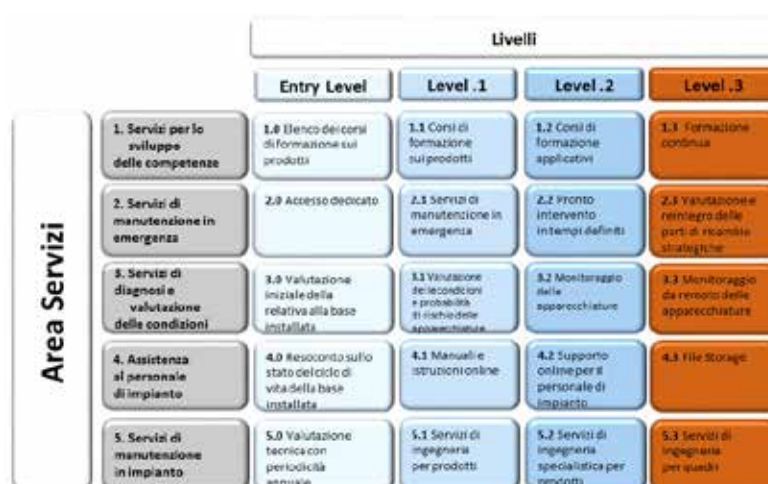 Livelli
Entry Level
Level .1
Level .2
Level .3
Area Servizi
1. Servizi per lo
sviluppo
delle competenze
1.0 Elenco dei corsi
di formazione sui
prodotti
1.1 Corsi di
formazione
sui prodotti
1.2 Corsi di
formazione
applicativi
1.3 Formazione
continua
2. Servizi di
manutenzione in
emergenza
2.0 Accesso dedicato
2.1 Servizi di
manutenzione in
emergenza
2.2 Pronto
intervento
in tempi definiti
2.3 Valutazione e
reintegro delle
parti di ricambio
strategiche
3. Servizi di
diagnosi e
valutazione
delle condizioni
3.0 Valutazione
iniziale della
relativa alla base
installata
3.1 Valutazione
delle condizioni
e probabilità
di rischio delle
apparecchiature
3.2 Monitoraggio
delle
apparecchiature
3.3 Monitoraggio
da remoto delle
apparecchiature
4. Assistenza
al personale
di impianto
4.0 Resoconto sullo
stato del ciclo di
vita della base
installata
4.1 Manuali e
istruzioni online
4.2 Supporto
online per il
personale di
impianto
4.3 File Storage
5. Servizi di
manutenzione
in impianto
5.0 Valutazione
tecnica con
periodicità
annuale
5.1 Servizi di
ingegneria
per prodotti
5.2 Servizi di
ingegneria
specialistica per
prodotti
5.3 Servizi di
ingegneria
per quadri